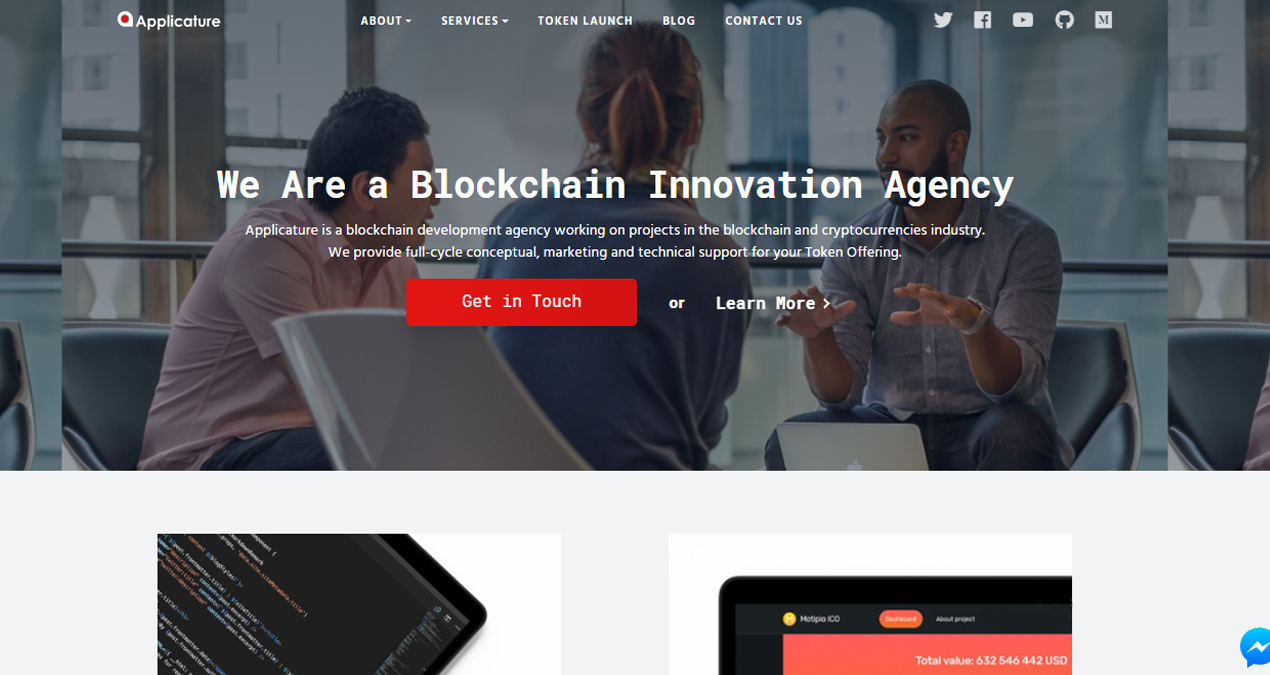 Applicature
ABOUT
SERVICES
TOKEN LAUNCH
BLOG
CONTACT US
M
We Are a Blockchain Innovation Agency
Applicature is a blockchain development agency working on projects in the blockchain and cryptocurrencies industry.
We provide full-cycle conceptual, marketing and technical support for your Token Offering.
Get in Touch
or
Learn More
Motipio ICO
Dashboard
About project
Total value: 632 546 442 USD